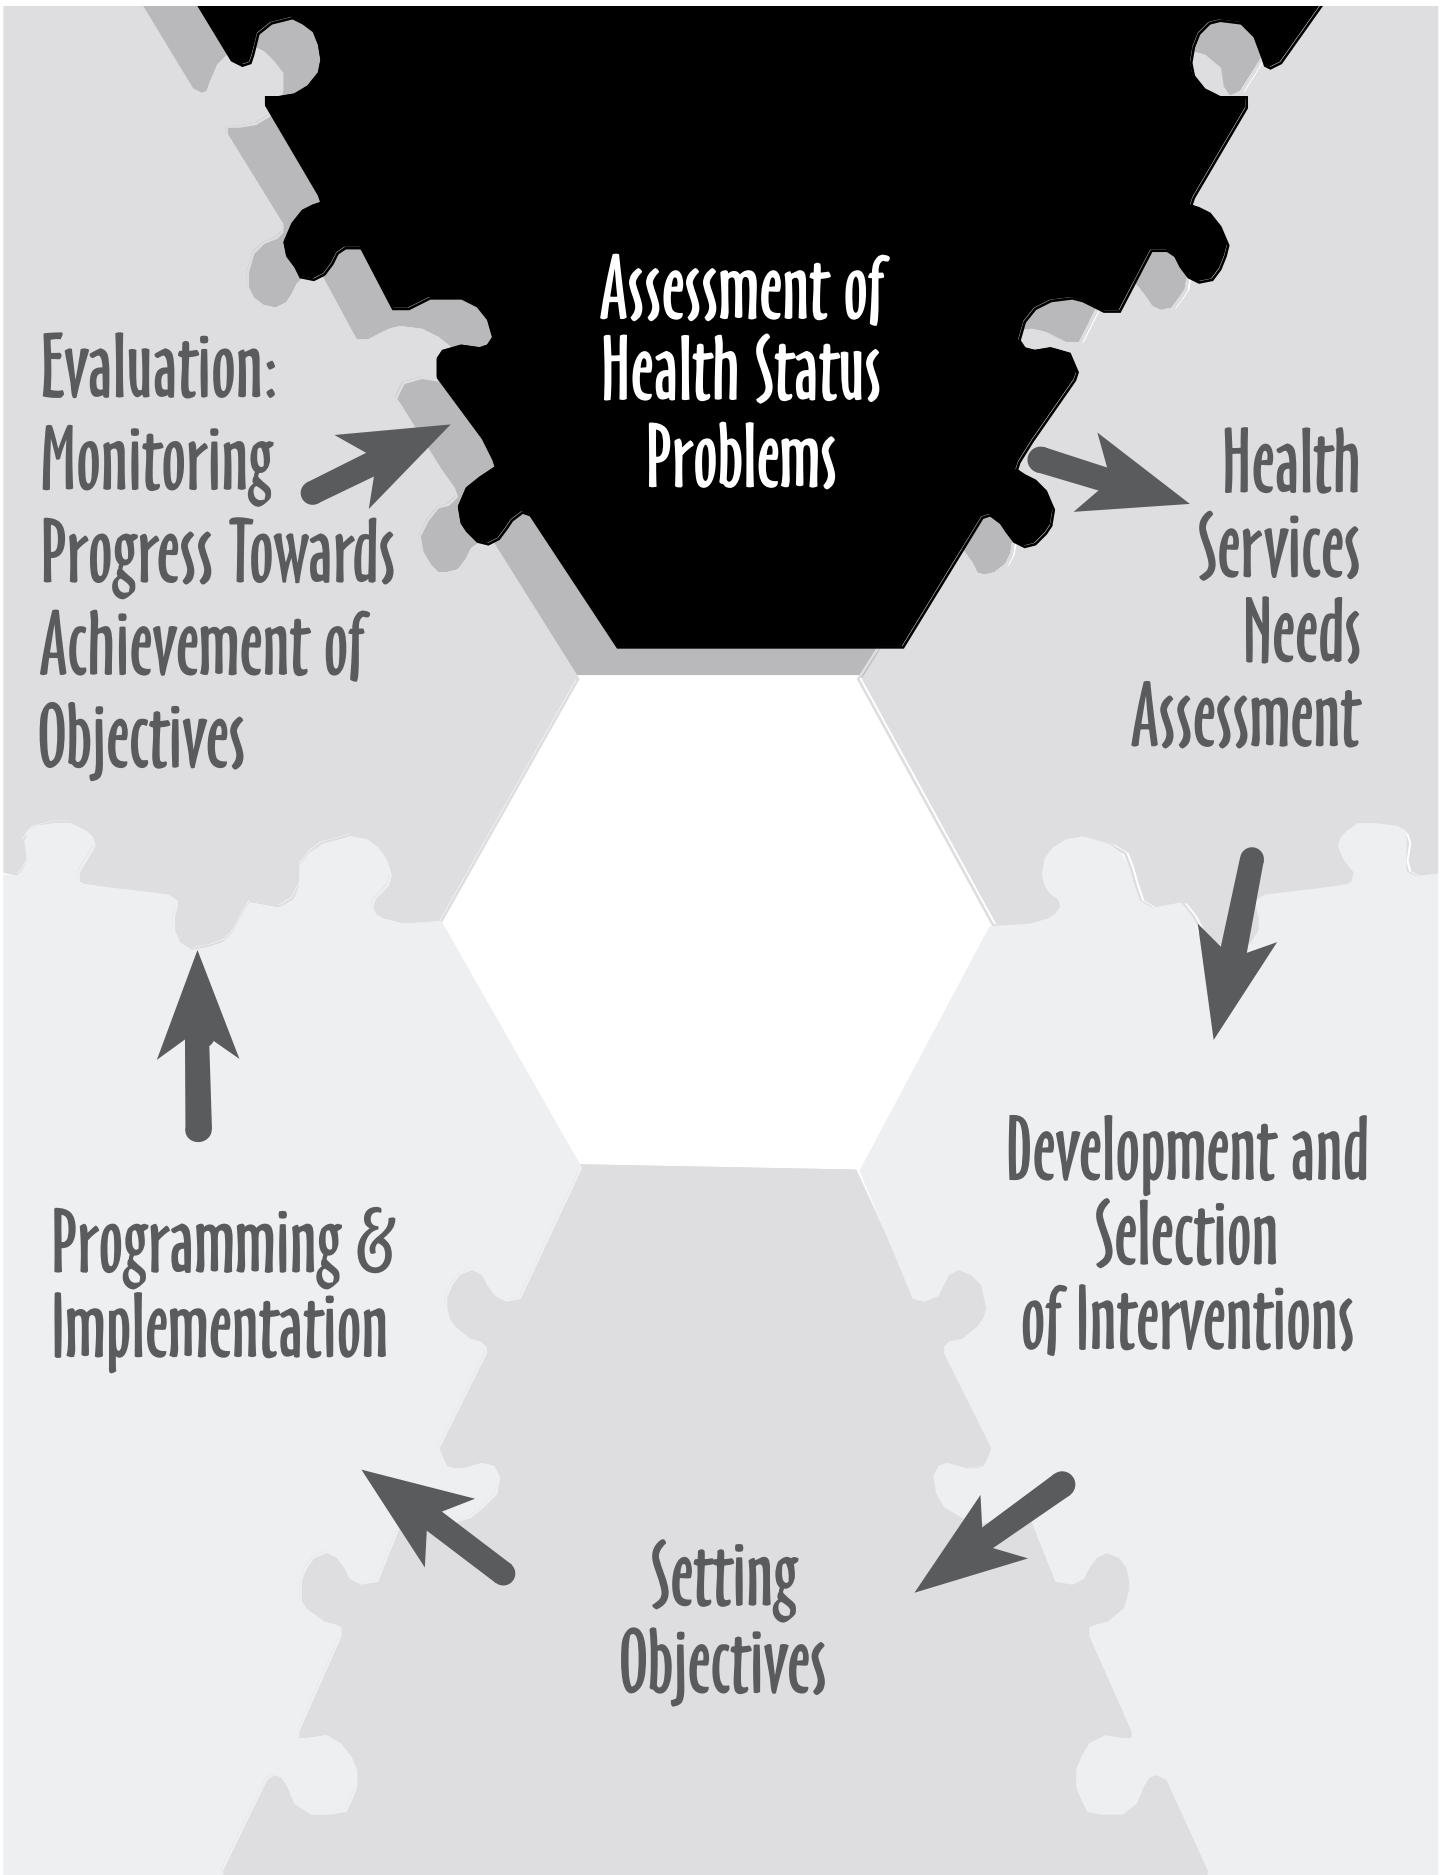 Assessment of
Health Status
Problems
Evaluation:
Monitoring
Progress Towards
Achievement of
Objectives
Health
Services
Needs
Assessment
Development and
Selection
of Interventions
Programming &
Implementation
Setting
Objectives